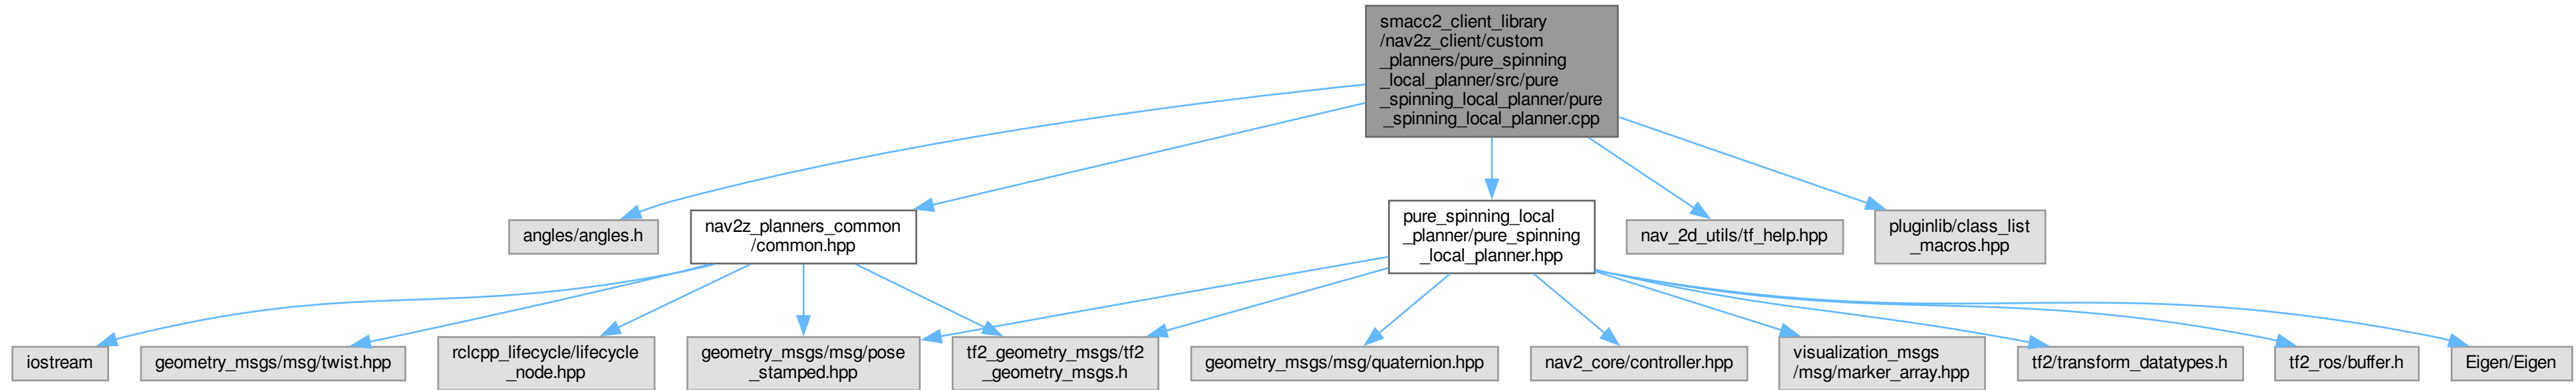 smacc2_client_library
/nav2z_client/custom
_planners/pure_spinning
_local_planner/src/pure
_spinning_local_planner/pure
_spinning_local_planner.cpp
angles/angles.h
nav2z_planners_common
/common.hpp
pure_spinning_local
_planner/pure_spinning
_local_planner.hpp
nav_2d_utils/tf_help.hpp
pluginlib/class_list
_macros.hpp
iostream
geometry_msgs/msg/twist.hpp
rclcpp_lifecycle/lifecycle
_node.hpp
geometry_msgs/msg/pose
_stamped.hpp
tf2_geometry_msgs/tf2
_geometry_msgs.h
geometry_msgs/msg/quaternion.hpp
nav2_core/controller.hpp
visualization_msgs
/msg/marker_array.hpp
tf2/transform_datatypes.h
tf2_ros/buffer.h
Eigen/Eigen